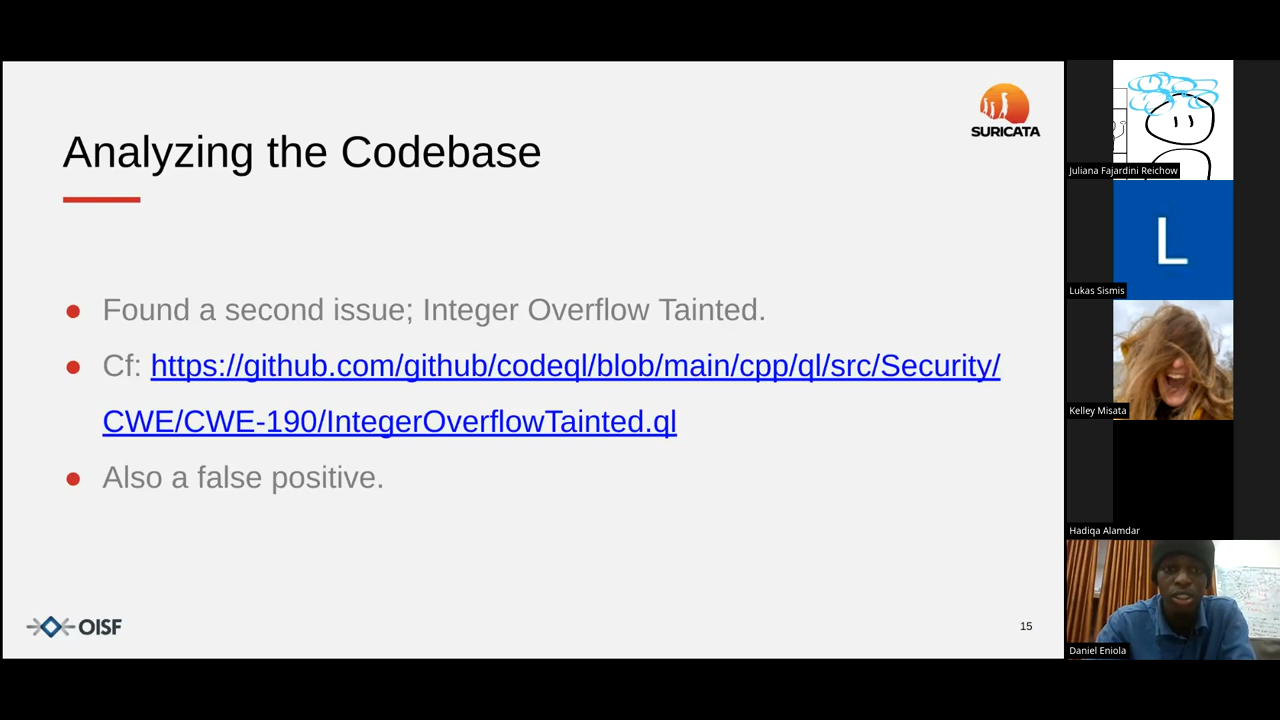 SURICATA
Analyzing the Codebase
Found a second issue; Integer Overflow Tainted.
Cf: https://github.com/github/codeql/blob/main/cpp/ql/src/Security/
CWE/CWE-190/IntegerOverflowTainted.ql
Also a false positive.
OISF
15
Juliana Fajardini Reichow
L
Lukas Sismis
Kelley Misata
Hadiqa Alamdar
Daniel Eniola